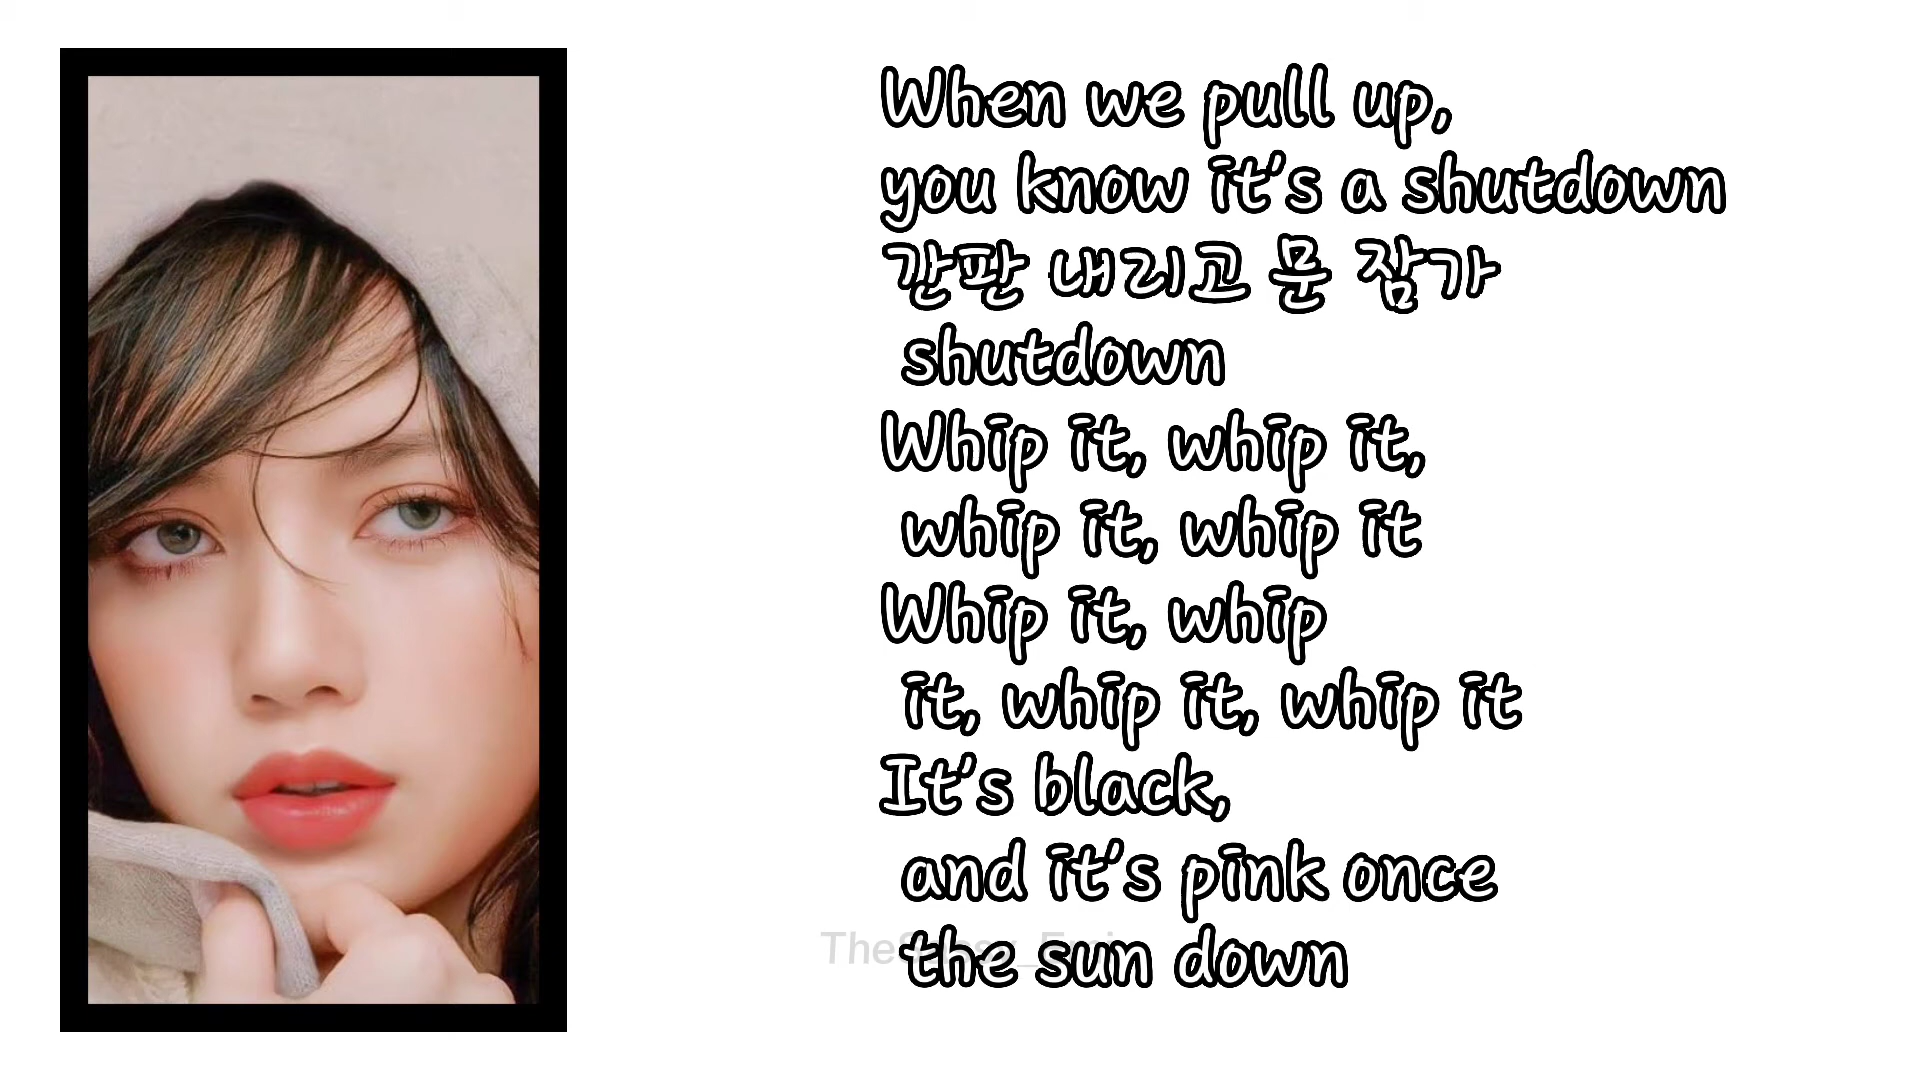 When we pull up,
you know it's a shutdown
간판 내리고 문 잠가
shutdown
Whip it, whip it,
whip it, whip it
Whip it, whip
it, whip it, whip it
It's black,
and it's pink once
the sun down